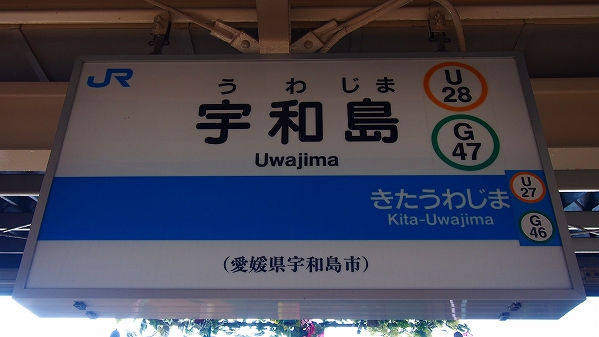 JR
うわじま
宇和島
Uwajima
U
28
G
47
きたうわじま
Kita-Uwajima
U
27
G
46
(愛媛県宇和島市)